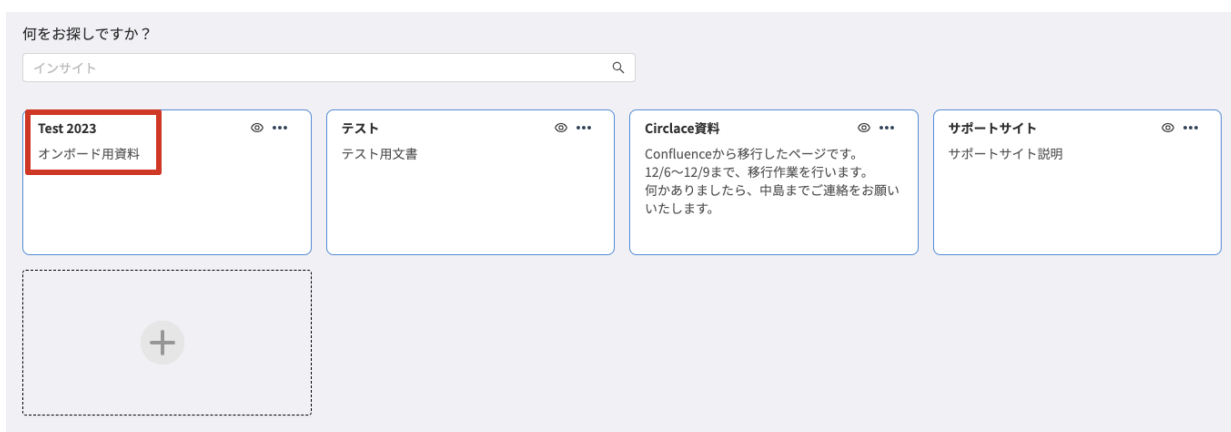 何をお探しですか？
インサイト
Test 2023
オンボード用資料
テスト
テスト用文書
Circlace資料
Confluenceから移行したページです。
12/6〜12/9まで、移行作業を行います。
何かありましたら、中島までご連絡をお願い
いたします。
サポートサイト
サポートサイト説明